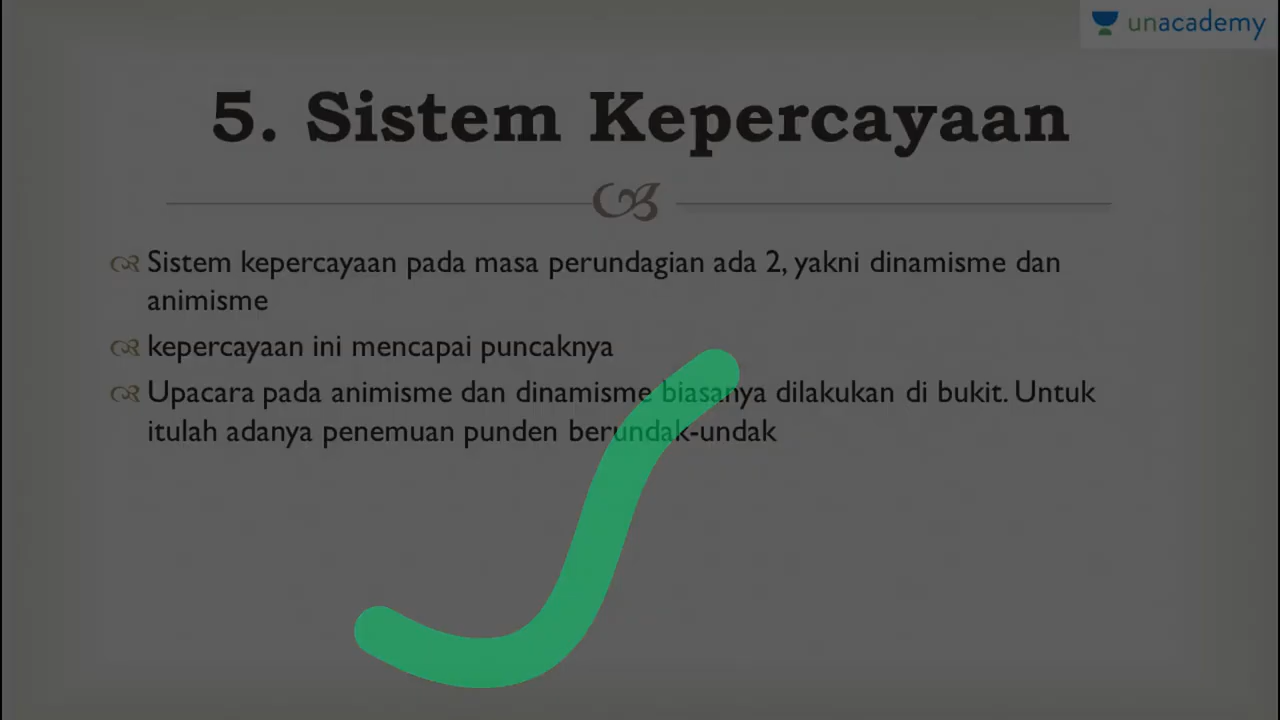 unacademy
5. Sistem Kepercayaan
Sistem kepercayaan pada masa perundagian ada 2, yakni dinamisme dan
animisme
kepercayaan ini mencapai puncaknya
Upacara pada animisme dan dinamisme biasanya dilakukan di bukit. Untuk
itulah adanya penemuan punden berundak-undak